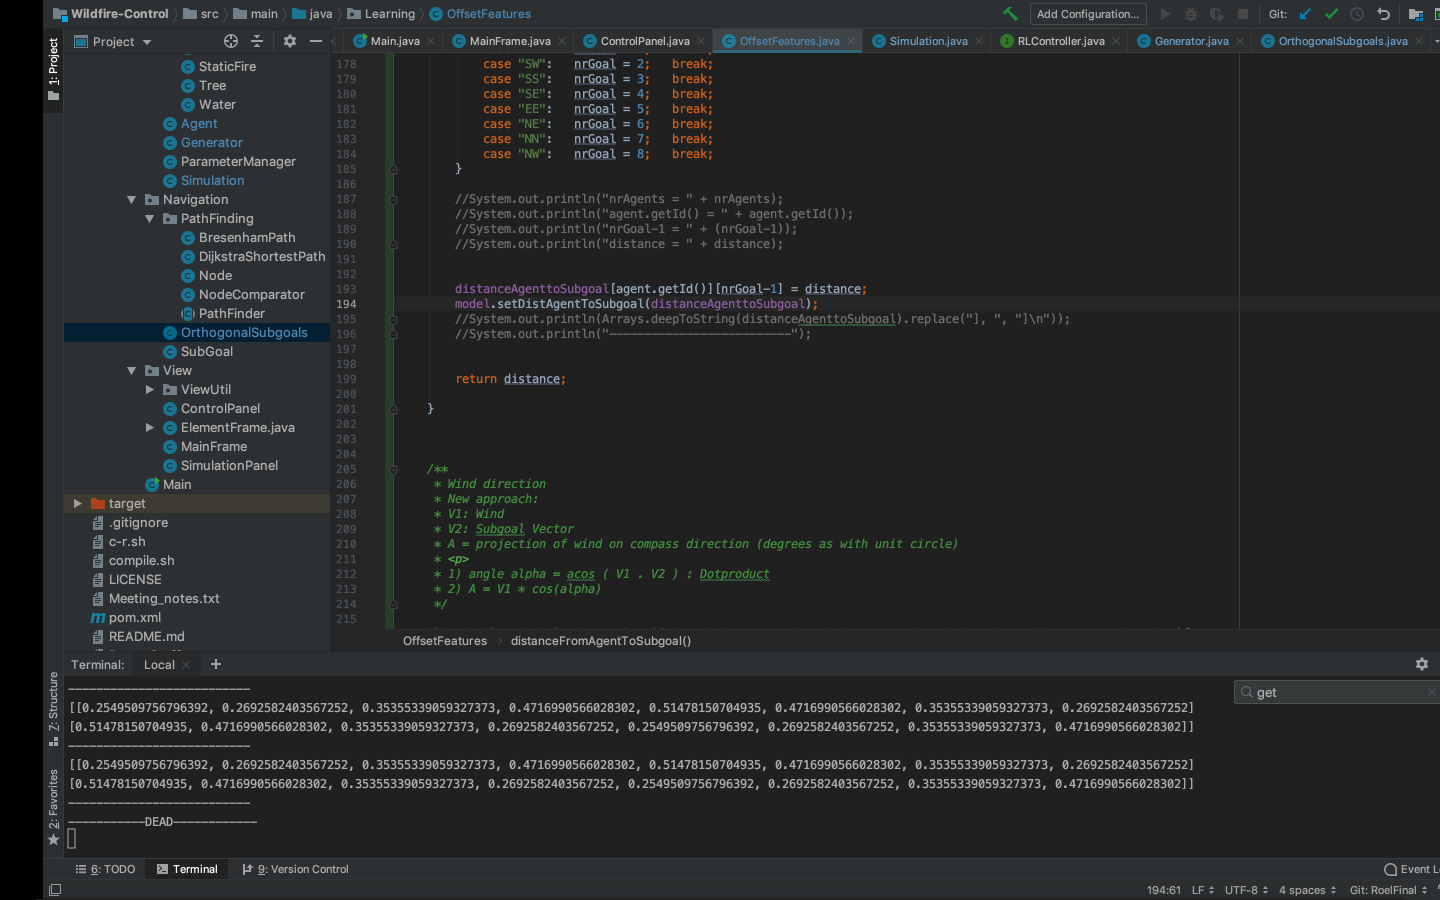 Wildfire-Control src main java Learning OffsetFeatures Add Configuration... Git:
Project
Main.java MainFrame.java ControlPanel.java OffsetFeatures.java Simulation.java RLController.java Generator.java OrthogonalSubgoals.java
1: Project
StaticFire
Tree
Water
Agent
Generator
ParameterManager
Simulation
Navigation
PathFinding
BresenhamPath
DijkstraShortestPath
Node
NodeComparator
PathFinder
OrthogonalSubgoals
SubGoal
View
ViewUtil
ControlPanel
ElementFrame.java
MainFrame
SimulationPanel
Main
target
.gitignore
c-r.sh
compile.sh
LICENSE
Meeting_notes.txt
pom.xml
README.md
178 case "SW": nrGoal = 2; break;
179 case "SS": nrGoal = 3; break;
180 case "SE": nrGoal = 4; break;
181 case "EE": nrGoal = 5; break;
182 case "NE": nrGoal = 6; break;
183 case "NN": nrGoal = 7; break;
184 case "NW": nrGoal = 8; break;
185 }
186
187 //System.out.println("nrAgents = " + nrAgents);
188 //System.out.println("agent.getId() = " + agent.getId());
189 //System.out.println("nrGoal-1 = " + (nrGoal-1));
190 //System.out.println("distance = " + distance);
191
192
193 distanceAgenttoSubgoal[agent.getId()][nrGoal-1] = distance;
194 model.setDistAgentToSubgoal(distanceAgenttoSubgoal);
195 //System.out.println(Arrays.deepToString(distanceAgenttoSubgoal).replace("], ", "]\n"));
196 //System.out.println("--------------------------");
197
198
199 return distance;
200
201 }
202
203
204
205 /**
206 * Wind direction
207 * New approach:
208 * V1: Wind
209 * V2: Subgoal Vector
210 * A = projection of wind on compass direction (degrees as with unit circle)
211 * <p>
212 * 1) angle alpha = acos ( V1 . V2 ) : Dotproduct
213 * 2) A = V1 * cos(alpha)
214 */
215
OffsetFeatures distanceFromAgentToSubgoal()
Terminal: Local +
get
--------------------------
[[0.2549509756796392, 0.2692582403567252, 0.35355339059327373, 0.4716990566028302, 0.51478150704935, 0.4716990566028302, 0.35355339059327373, 0.2692582403567252]
[0.51478150704935, 0.4716990566028302, 0.35355339059327373, 0.2692582403567252, 0.2549509756796392, 0.2692582403567252, 0.35355339059327373, 0.4716990566028302]]
--------------------------
[[0.2549509756796392, 0.2692582403567252, 0.35355339059327373, 0.4716990566028302, 0.51478150704935, 0.4716990566028302, 0.35355339059327373, 0.2692582403567252]
[0.51478150704935, 0.4716990566028302, 0.35355339059327373, 0.2692582403567252, 0.2549509756796392, 0.2692582403567252, 0.35355339059327373, 0.4716990566028302]]
--------------------------
-----------DEAD------------
Z: Structure
2: Favorites
6: TODO Terminal 9: Version Control Event
194:61 LF UTF-8 4 spaces Git: RoelFinal